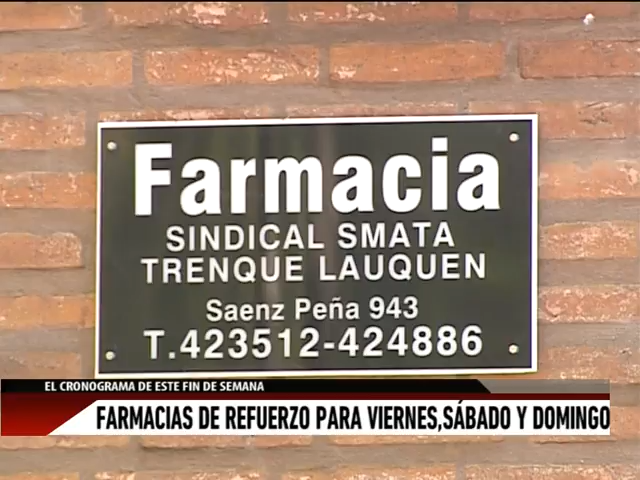 Farmacia
SINDICAL SMATA
TRENQUE LAUQUEN
Saenz Peña 943
T.423512-424886
EL CRONOGRAMA DE ESTE FIN DE SEMANA
FARMACIAS DE REFUERZO PARA VIERNES,SÁBADO Y DOMINGO